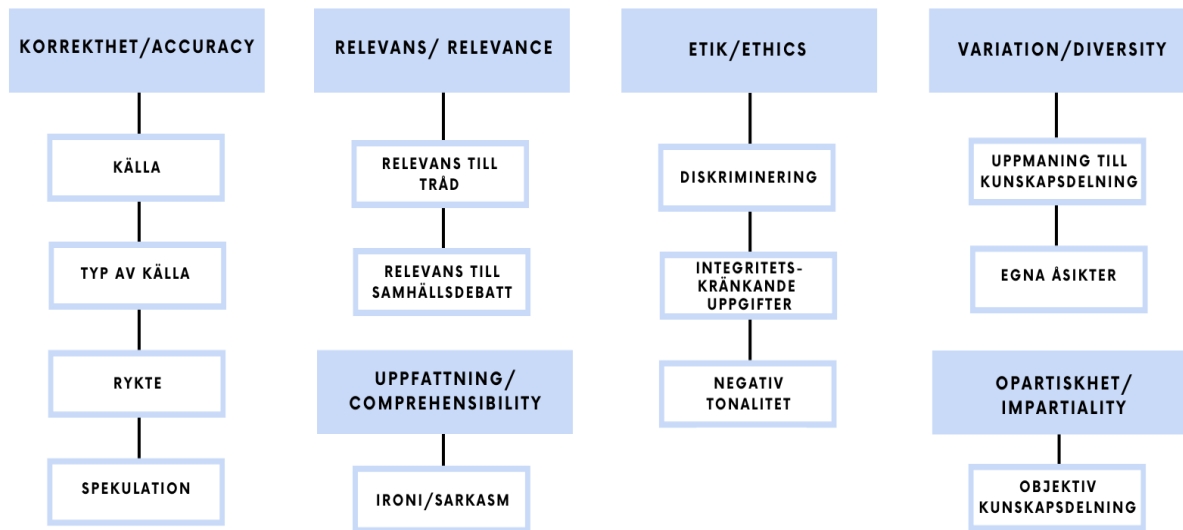 KORREKTHET/ACCURACY
KÄLLA
TYP AV KÄLLA
RYKTE
SPEKULATION
RELEVANS/ RELEVANCE
RELEVANS TILL
TRÅD
RELEVANS TILL
SAMHÄLLSDEBATT
UPPFATTNING/
COMPREHENSIBILITY
IRONI/SARKASM
ETIK/ETHICS
DISKRIMINERING
INTEGRITETS-
KRÄNKANDE
UPPGIFTER
NEGATIV
TONALITET
VARIATION/DIVERSITY
UPPMANING TILL
KUNSKAPSDELNING
EGNA ÅSIKTER
OPARTISKHET/
IMPARTIALITY
OBJEKTIV
KUNSKAPSDELNING